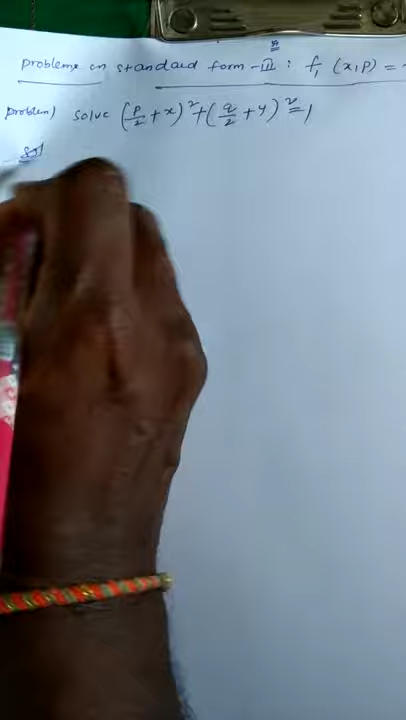 problems on standard form - III : f₁ (x,p) =
problem) solve (p/2 + x)² + (q/2 + y)² = 1
sol